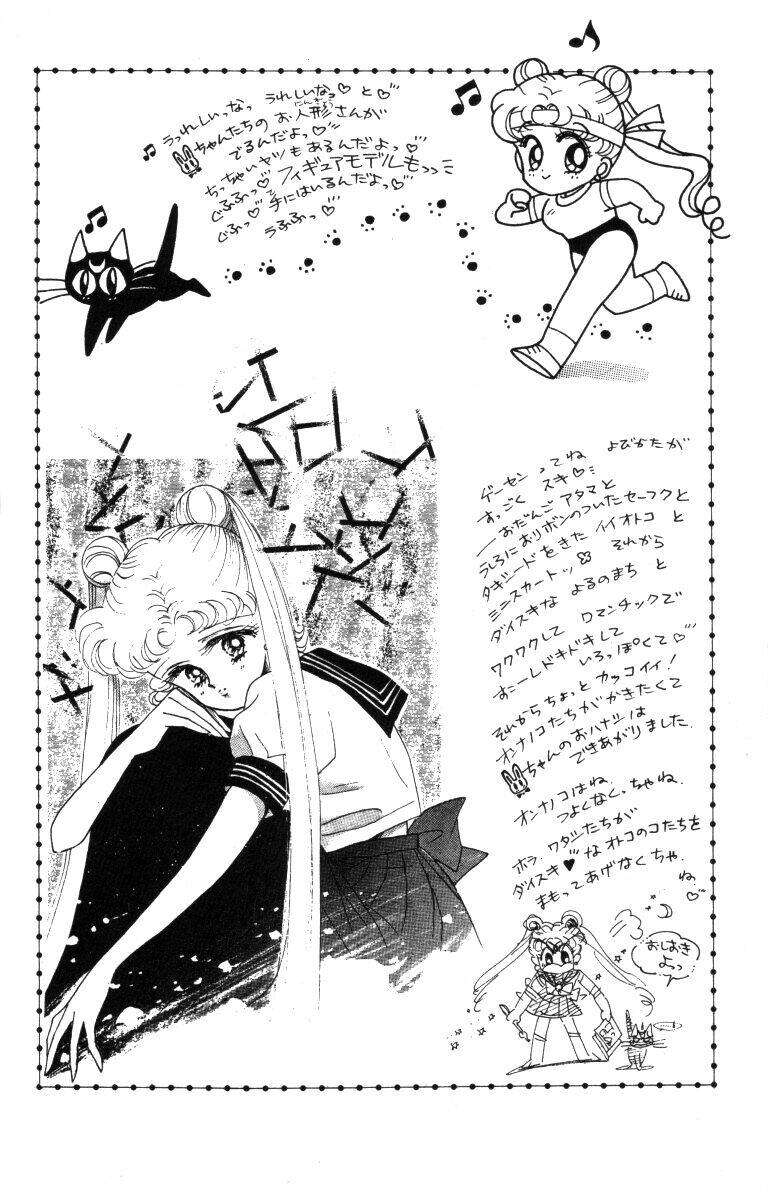 うっれしいっなっ うれしいなっ♡ と♡
ちゃんたちの お人形さんが
にんぎょう
でるんだよっ♡
ちっちゃいヤツもあるんだよっ♡
じふふっ♡ フィギュアモデルもっ
じふっ♡ 手にはいるんだよっ♡
うふふっ♡
ゲーセン ってね よびかたが
すっごく スキ♡
―おだんごアタマと
うしろにおリボンのついたセーフクと
タキシードをきた イイオトコ と
ミニスカートッ それから
ダイスキな よるのまち と
ワクワクして ロマンチックで
すこーしドキドキして
いろっぽくて♡
それからちょっと カッコイイ!
オンナノコたちがかきたくて
ちゃんのおハナシは
できあがりました.
オンナノコはね,
つよくなくっちゃね.
ホラ,ワタシたちが
ダイスキ♥なオトコのコたちを
まもってあげなくちゃ,
ね♡
おしおき
よっ